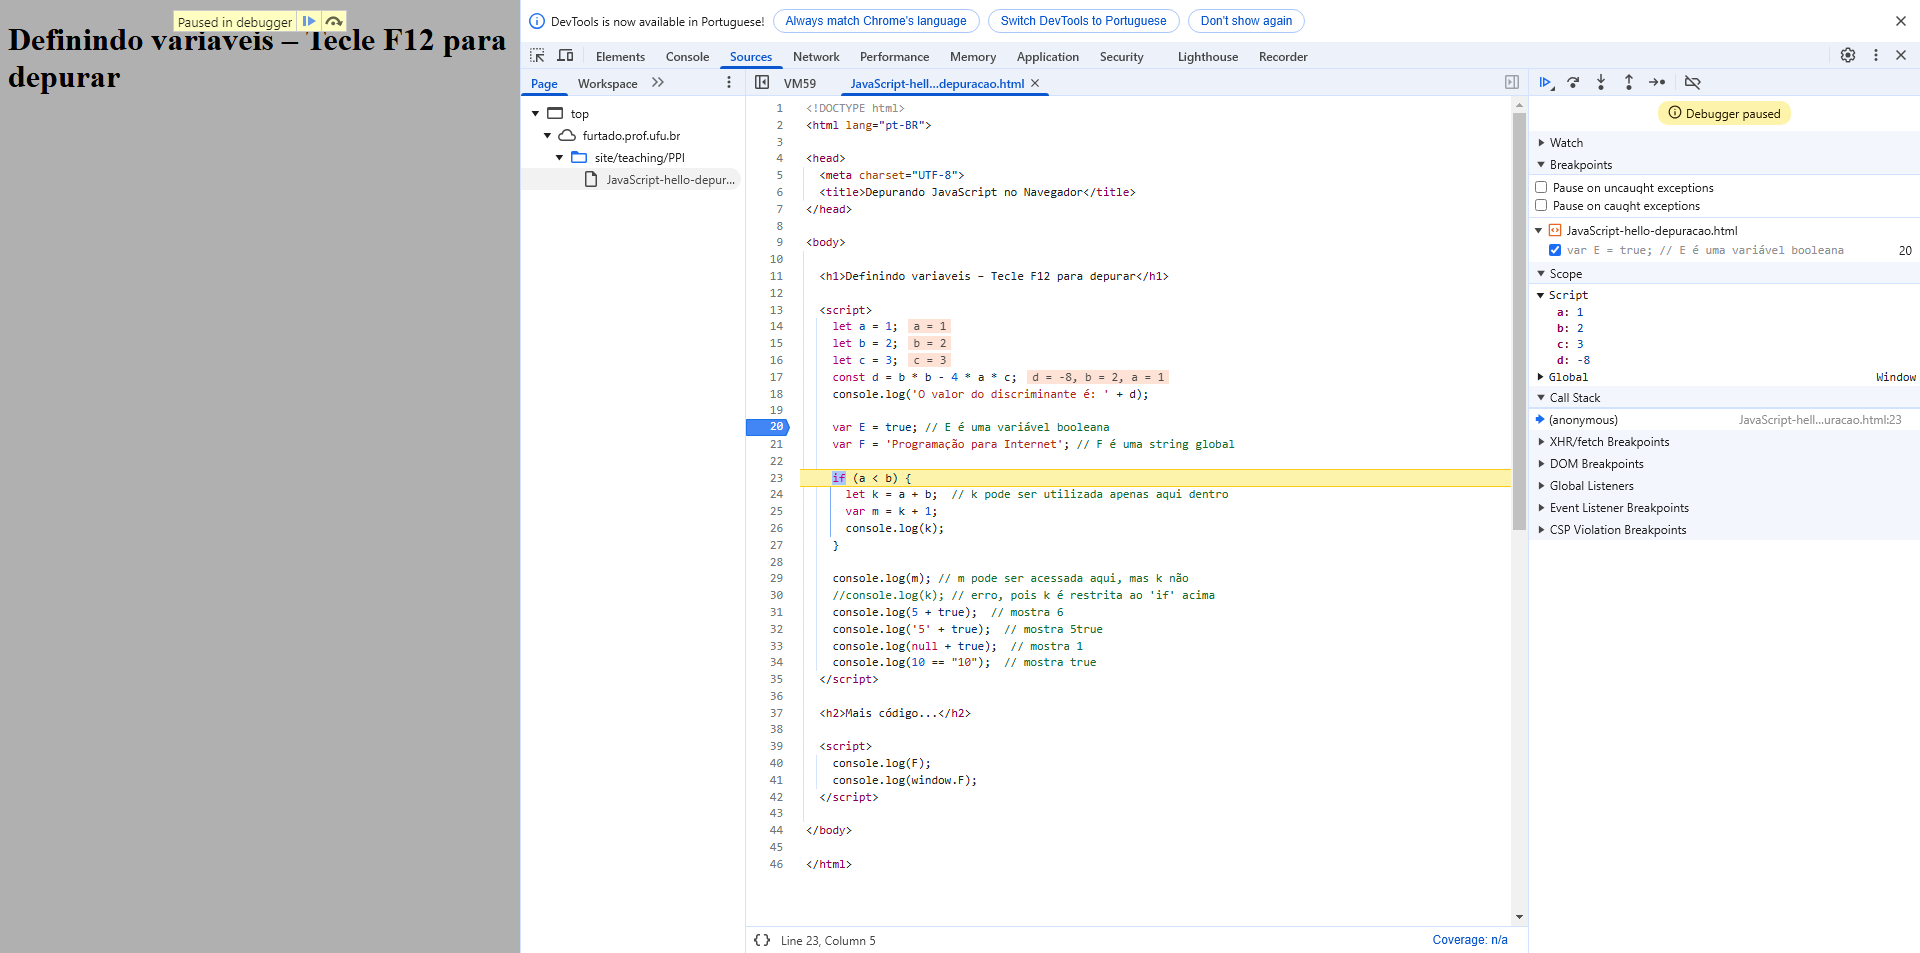 Paused in debugger
Definindo variaveis – Tecle F12 para
depurar
DevTools is now available in Portuguese!
Always match Chrome's language
Switch DevTools to Portuguese
Don't show again
Elements Console Sources Network Performance Memory Application Security Lighthouse Recorder
Page Workspace
VM59 JavaScript-hell...depuracao.html
top
furtado.prof.ufu.br
site/teaching/PPI
JavaScript-hello-depur...
1 <!DOCTYPE html>
2 <html lang="pt-BR">
3
4 <head>
5 <meta charset="UTF-8">
6 <title>Depurando JavaScript no Navegador</title>
7 </head>
8
9 <body>
10
11 <h1>Definindo variaveis – Tecle F12 para depurar</h1>
12
13 <script>
14 let a = 1; a = 1
15 let b = 2; b = 2
16 let c = 3; c = 3
17 const d = b * b - 4 * a * c; d = -8, b = 2, a = 1
18 console.log('O valor do discriminante é: ' + d);
19
20 var E = true; // E é uma variável booleana
21 var F = 'Programação para Internet'; // F é uma string global
22
23 if (a < b) {
24 let k = a + b; // k pode ser utilizada apenas aqui dentro
25 var m = k + 1;
26 console.log(k);
27 }
28
29 console.log(m); // m pode ser acessada aqui, mas k não
30 //console.log(k); // erro, pois k é restrita ao 'if' acima
31 console.log(5 + true); // mostra 6
32 console.log('5' + true); // mostra 5true
33 console.log(null + true); // mostra 1
34 console.log(10 == "10"); // mostra true
35 </script>
36
37 <h2>Mais código...</h2>
38
39 <script>
40 console.log(F);
41 console.log(window.F);
42 </script>
43
44 </body>
45
46 </html>
Line 23, Column 5
Coverage: n/a
Debugger paused
Watch
Breakpoints
Pause on uncaught exceptions
Pause on caught exceptions
JavaScript-hello-depuracao.html
var E = true; // E é uma variável booleana 20
Scope
Script
a: 1
b: 2
c: 3
d: -8
Global Window
Call Stack
(anonymous) JavaScript-hell...uracao.html:23
XHR/fetch Breakpoints
DOM Breakpoints
Global Listeners
Event Listener Breakpoints
CSP Violation Breakpoints